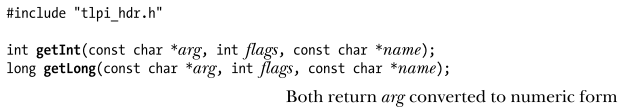 #include "tlpi_hdr.h"
int getInt(const char *arg, int flags, const char *name);
long getLong(const char *arg, int flags, const char *name);
Both return arg converted to numeric form